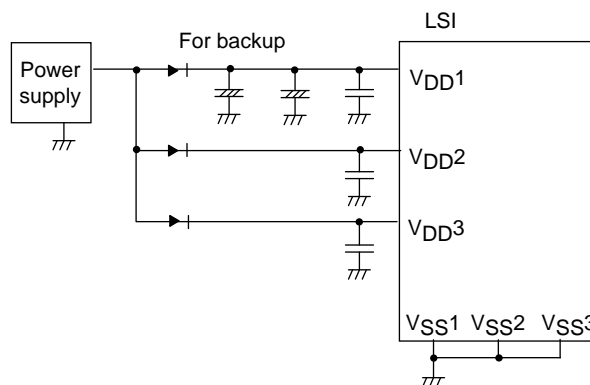 LSI
For backup
Power
supply
VDD1
VDD2
VDD3
VSS1 VSS2 VSS3